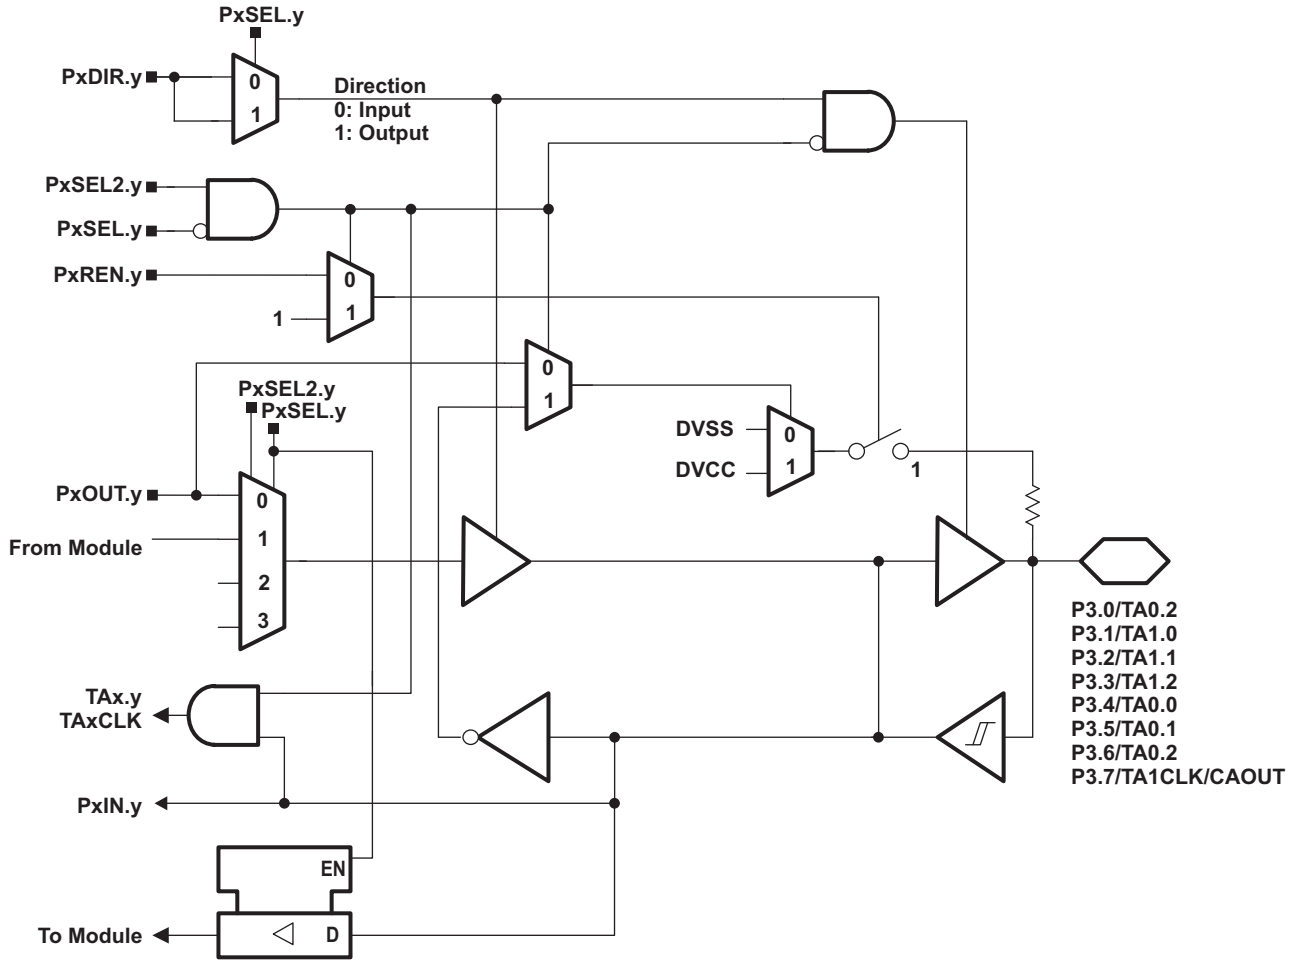 PxSEL.y
PxDIR.y
0
1
Direction
0: Input
1: Output
PxSEL2.y
PxSEL.y
PxREN.y
0
1
1
0
1
PxSEL2.y
PxSEL.y
DVSS
DVCC
0
1
1
PxOUT.y
From Module
0
1
2
3
P3.0/TA0.2
P3.1/TA1.0
P3.2/TA1.1
P3.3/TA1.2
P3.4/TA0.0
P3.5/TA0.1
P3.6/TA0.2
P3.7/TA1CLK/CAOUT
TAx.y
TAxCLK
PxIN.y
EN
D
To Module